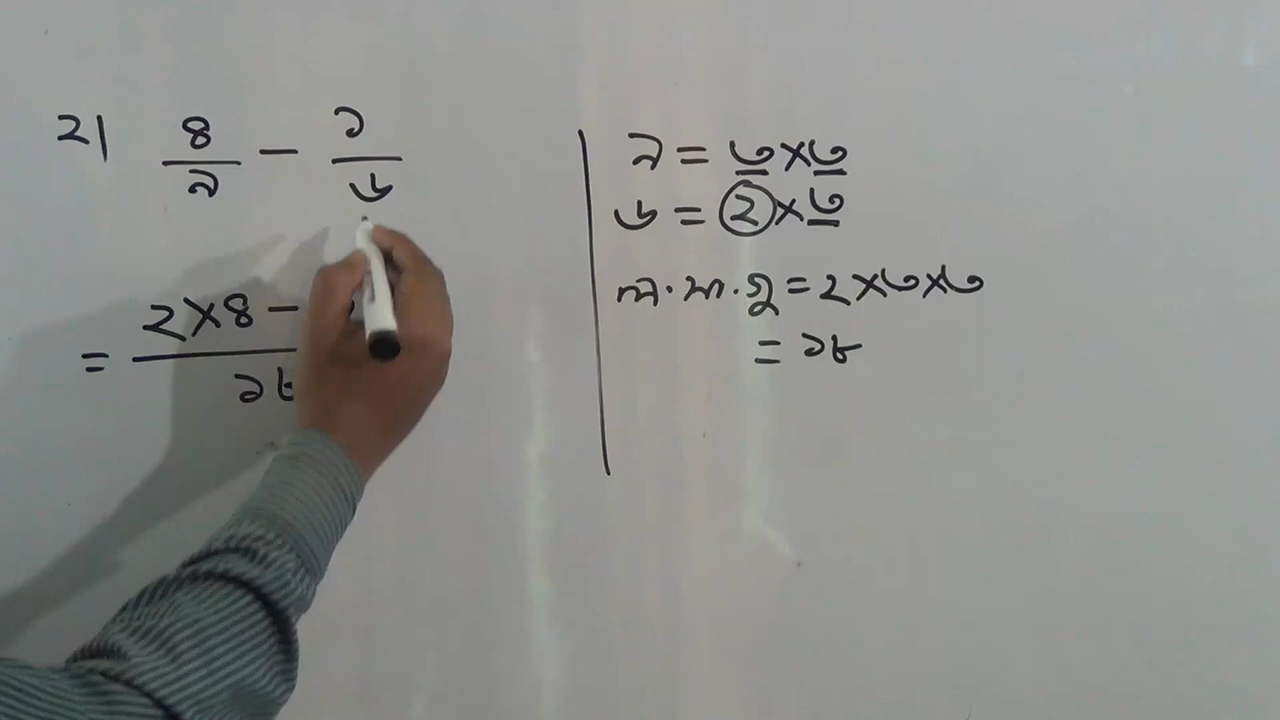 ২| ৪/৯ - ১/৬
= ২×৪ - /১৮
৯ = ৩×৩
৬ = ২×৩
ল.সা.গু = ২×৩×৩
= ১৮